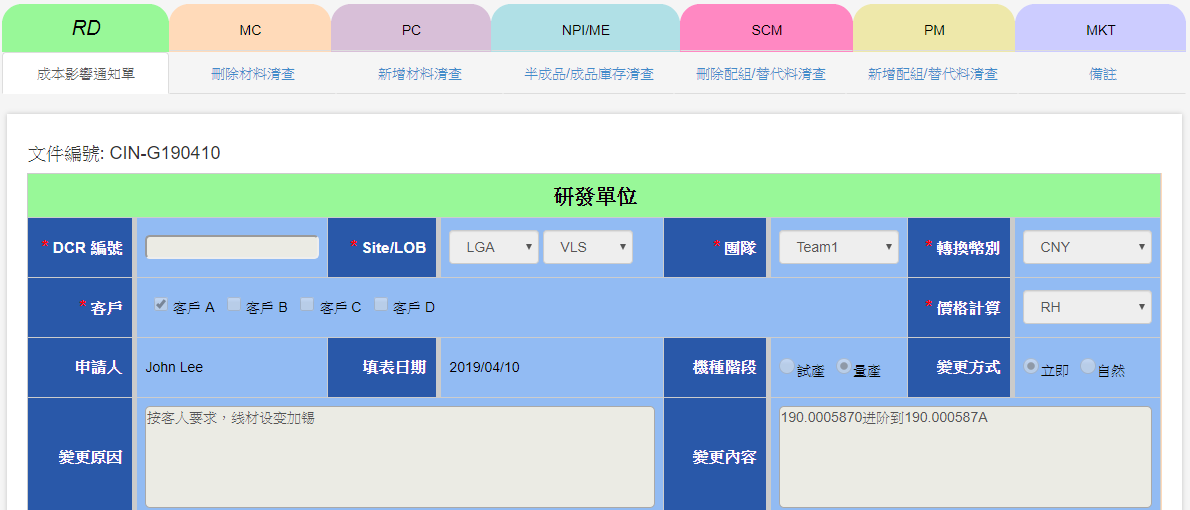 RD MC PC NPI/ME SCM PM MKT
成本影響通知單 刪除材料清查 新增材料清查 半成品/成品庫存清查 刪除配組/替代料清查 新增配組/替代料清查 備註
文件編號: CIN-G190410
研發單位
* DCR 編號 * Site/LOB LGA VLS * 團隊 Team1 * 轉換幣別 CNY
* 客戶 客戶 A 客戶 B 客戶 C 客戶 D * 價格計算 RH
申請人 John Lee 填表日期 2019/04/10 機種階段 試產 量產 變更方式 立即 自然
變更原因 按客人要求，线材设变加锡 變更內容 190.0005870进阶到190.000587A